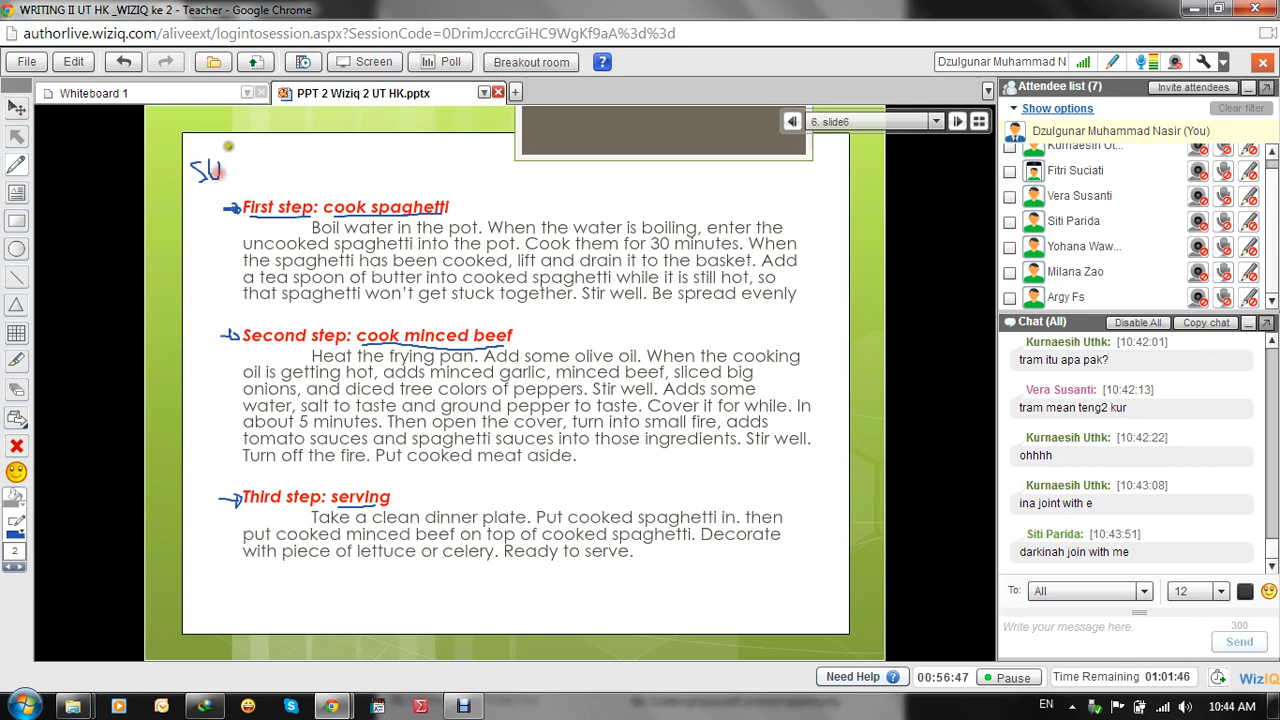 WRITING II UT HK _WIZIQ ke 2 - Teacher - Google Chrome
authorlive.wiziq.com/aliveext/logintosession.aspx?SessionCode=0DrimJccrcGiHC9WgKf9aA%3d%3d
File Edit Screen Poll Breakout room ? Dzulgunar Muhammad N
Whiteboard 1 PPT 2 Wiziq 2 UT HK.pptx
6. slide6
SU
First step: cook spaghetti
Boil water in the pot. When the water is boiling, enter the
uncooked spaghetti into the pot. Cook them for 30 minutes. When
the spaghetti has been cooked, lift and drain it to the basket. Add
a tea spoon of butter into cooked spaghetti while it is still hot, so
that spaghetti won't get stuck together. Stir well. Be spread evenly
Second step: cook minced beef
Heat the frying pan. Add some olive oil. When the cooking
oil is getting hot, adds minced garlic, minced beef, sliced big
onions, and diced tree colors of peppers. Stir well. Adds some
water, salt to taste and ground pepper to taste. Cover it for while. In
about 5 minutes. Then open the cover, turn into small fire, adds
tomato sauces and spaghetti sauces into those ingredients. Stir well.
Turn off the fire. Put cooked meat aside.
Third step: serving
Take a clean dinner plate. Put cooked spaghetti in. then
put cooked minced beef on top of cooked spaghetti. Decorate
with piece of lettuce or celery. Ready to serve.
2
Attendee list (7) Invite attendees
Show options Clear filter
Dzulgunar Muhammad Nasir (You)
Kurnaesin Ut...
Fitri Suciati
Vera Susanti
Siti Parida
Yohana Waw...
Milana Zao
Argy Fs
Chat (All) Disable All Copy chat
Kurnaesih Uthk: [10:42:01]
tram itu apa pak?
Vera Susanti: [10:42:13]
tram mean teng2 kur
Kurnaesih Uthk: [10:42:22]
ohhhh
Kurnaesih Uthk: [10:43:08]
ina joint with e
Siti Parida: [10:43:51]
darkinah join with me
To: All 12
Write your message here. 300
Send
Need Help ? 00:56:47 Pause Time Remaining 01:01:46 WizIQ
EN 10:44 AM